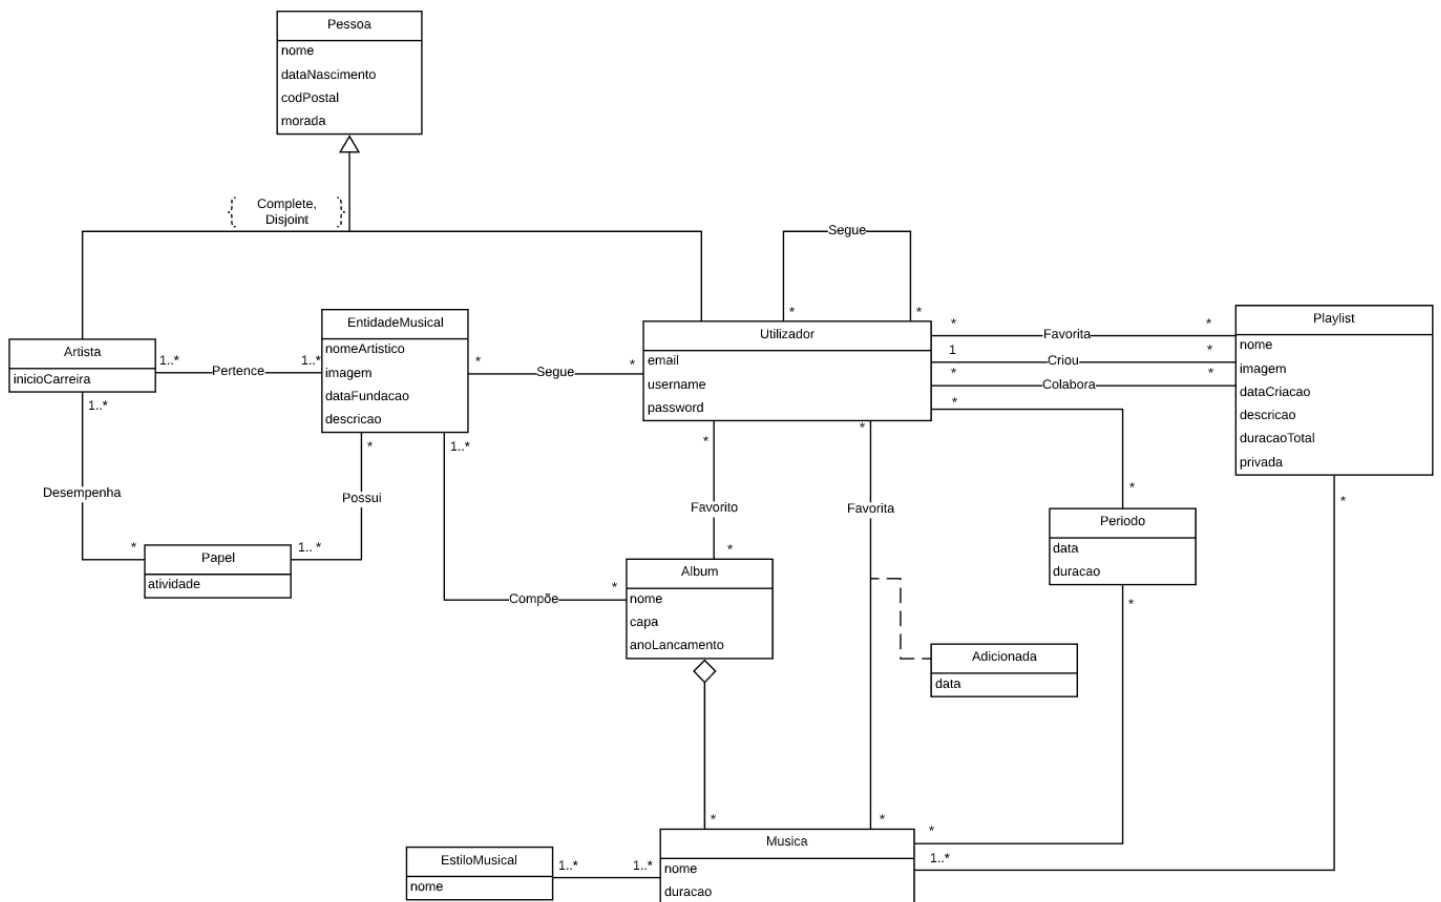 Pessoa
nome
dataNascimento
codPostal
morada
Complete,
Disjoint
Segue
*
*
Artista
inicioCarreira
1..*
Pertence
1..*
1..*
EntidadeMusical
nomeArtistico
imagem
dataFundacao
descricao
*
Segue
*
Utilizador
email
username
password
*
Favorita
*
1
Criou
*
*
Colabora
*
*
Playlist
nome
imagem
dataCriacao
descricao
duracaoTotal
privada
*
*
1..*
*
*
Desempenha
Possui
Favorito
Favorita
*
*
1.. *
Papel
atividade
Compõe
*
*
Album
nome
capa
anoLancamento
Periodo
data
duracao
*
Adicionada
data
*
*
*
1..*
EstiloMusical
nome
1..*
1..*
Musica
nome
duracao